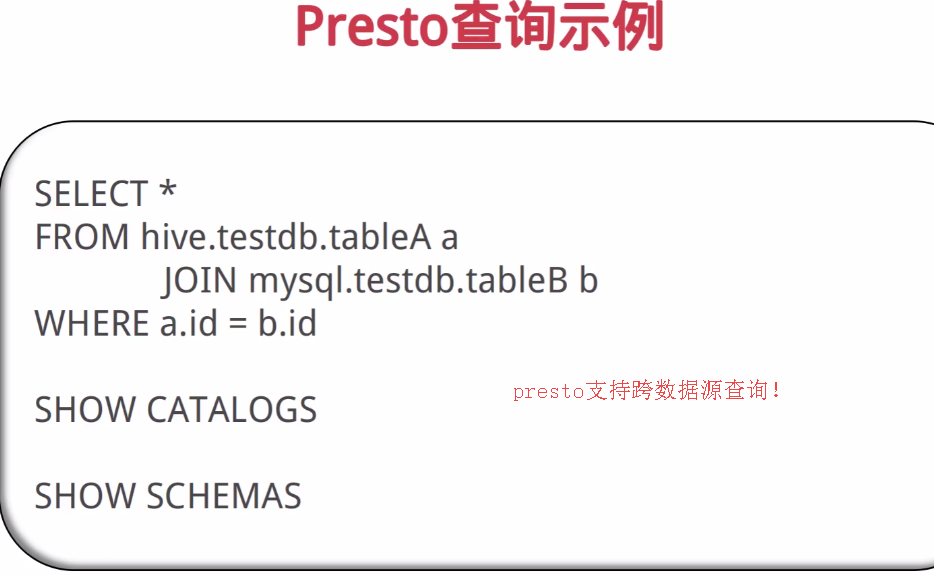 Presto查询示例
SELECT *
FROM hive.testdb.tableA a
JOIN mysql.testdb.tableB b
WHERE a.id = b.id
presto支持跨数据源查询!
SHOW CATALOGS
SHOW SCHEMAS